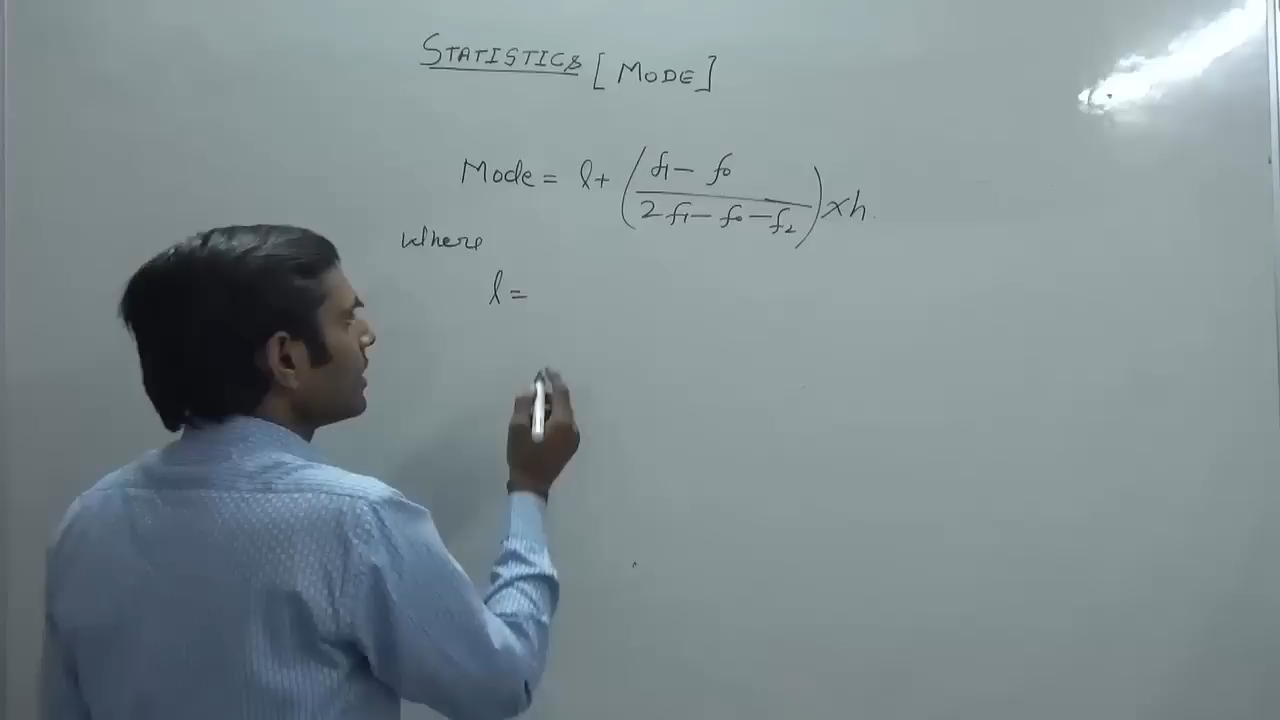 STATISTICS [MODE]
Mode = l + (f1 - f0 / 2f1 - f0 - f2) x h.
where
l =